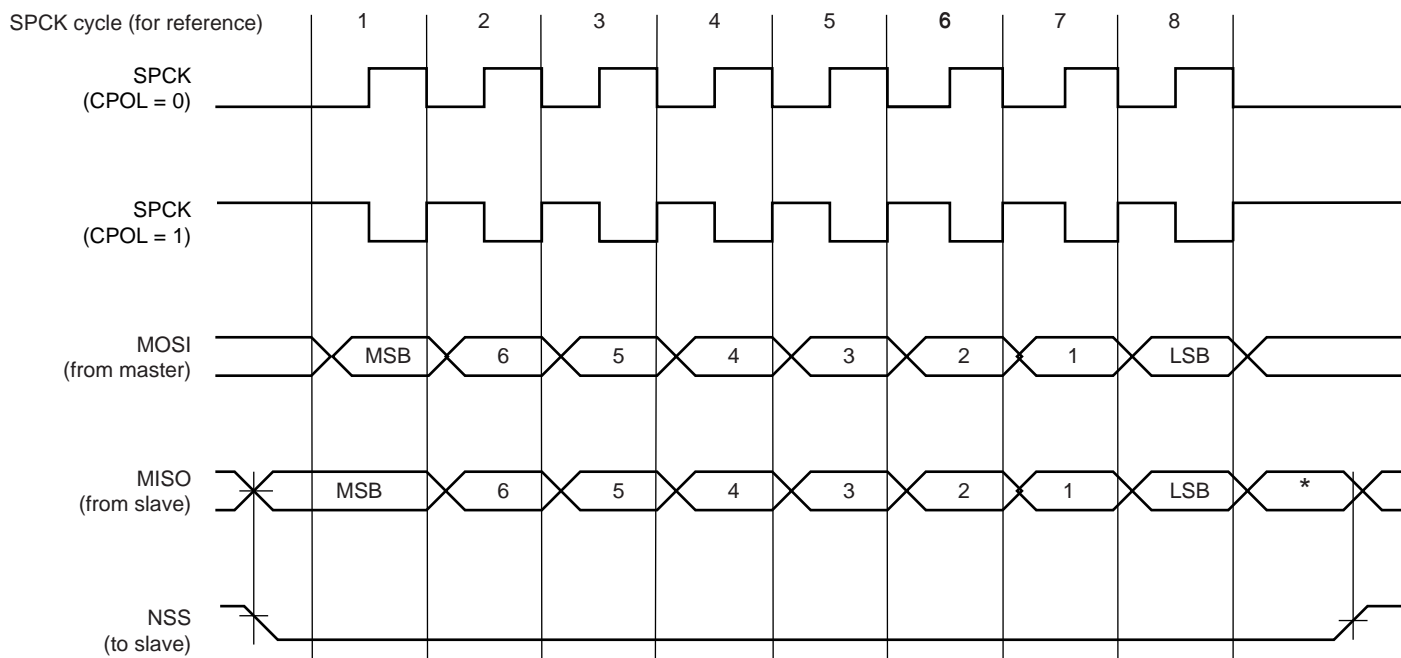 SPCK cycle (for reference) 1 2 3 4 5 6 7 8
SPCK
(CPOL = 0)
SPCK
(CPOL = 1)
MOSI
(from master)
MSB 6 5 4 3 2 1 LSB
MISO
(from slave)
MSB 6 5 4 3 2 1 LSB *
NSS
(to slave)